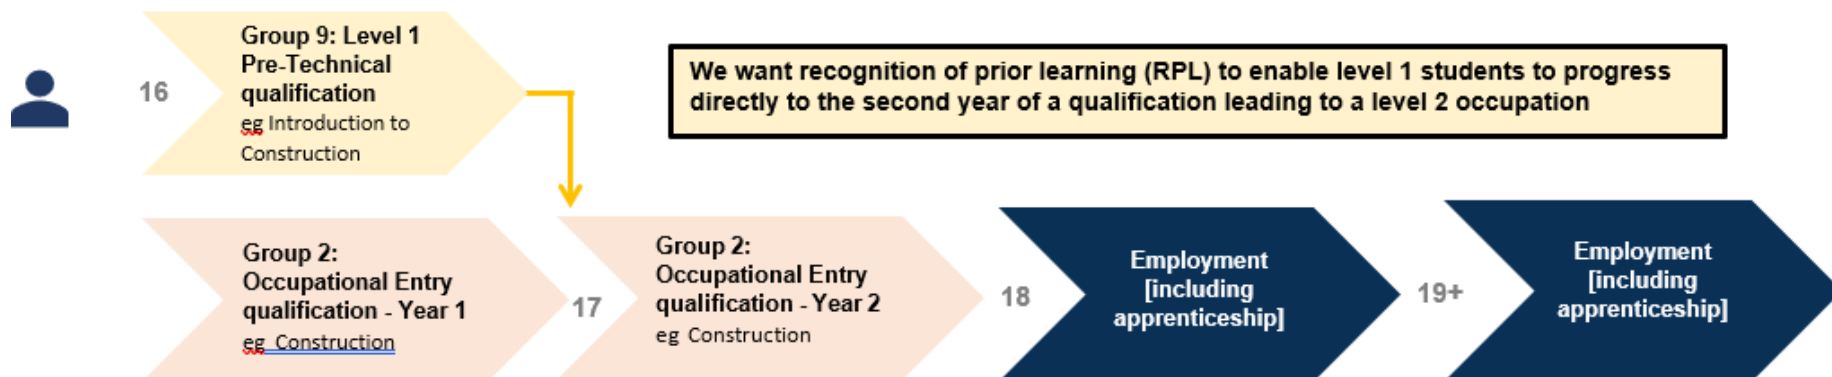 16
Group 9: Level 1
Pre-Technical
qualification
eg Introduction to
Construction
We want recognition of prior learning (RPL) to enable level 1 students to progress
directly to the second year of a qualification leading to a level 2 occupation
Group 2:
Occupational Entry
qualification - Year 1
eg Construction
17
Group 2:
Occupational Entry
qualification - Year 2
eg Construction
18
Employment
[including
apprenticeship]
19+
Employment
[including
apprenticeship]